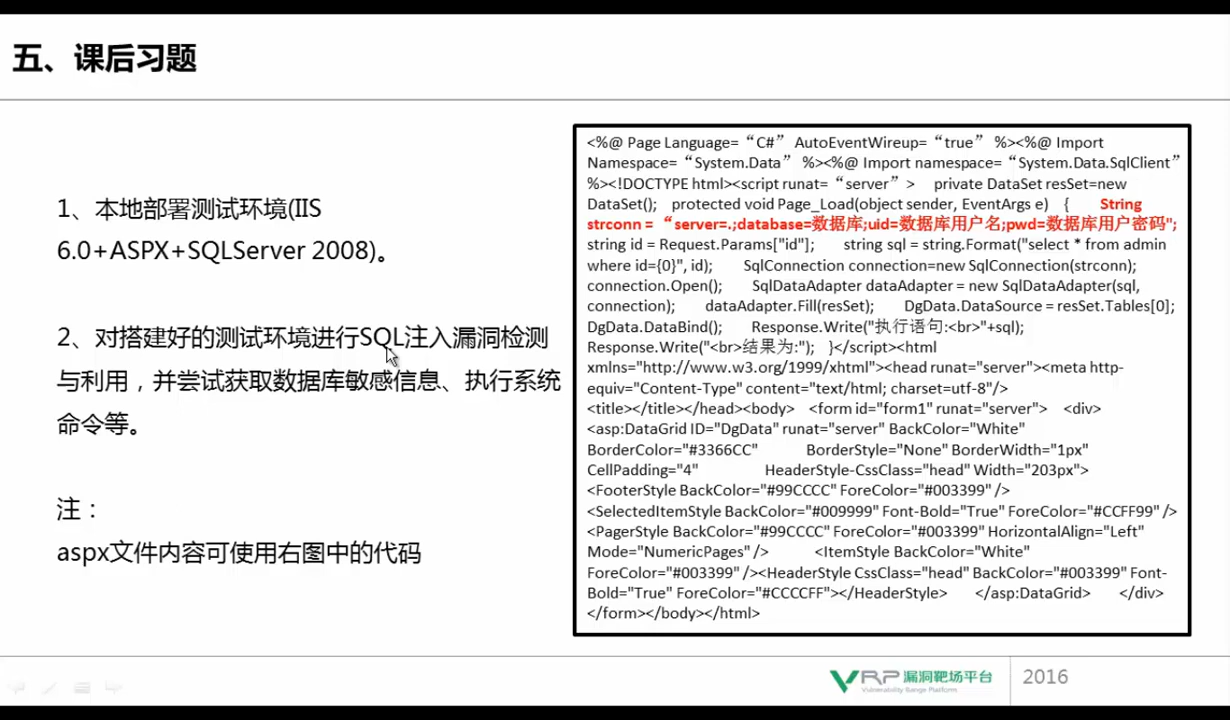 五、课后习题
1、本地部署测试环境(IIS
6.0+ASPX+SQLServer 2008)。
2、对搭建好的测试环境进行SQL注入漏洞检测
与利用，并尝试获取数据库敏感信息、执行系统
命令等。
注：
aspx文件内容可使用右图中的代码
<%@ Page Language=“C#” AutoEventWireup=“true” %><%@ Import
Namespace=“System.Data” %><%@ Import namespace=“System.Data.SqlClient”
%><!DOCTYPE html><script runat=“server”> private DataSet resSet=new
DataSet(); protected void Page_Load(object sender, EventArgs e) { String
strconn = “server=.;database=数据库;uid=数据库用户名;pwd=数据库用户密码";
string id = Request.Params["id"]; string sql = string.Format("select * from admin
where id={0}", id); SqlConnection connection=new SqlConnection(strconn);
connection.Open(); SqlDataAdapter dataAdapter = new SqlDataAdapter(sql,
connection); dataAdapter.Fill(resSet); DgData.DataSource = resSet.Tables[0];
DgData.DataBind(); Response.Write("执行语句:<br>"+sql);
Response.Write("<br>结果为:"); }</script><html
xmlns="http://www.w3.org/1999/xhtml"><head runat="server"><meta http-
equiv="Content-Type" content="text/html; charset=utf-8"/>
<title></title></head><body> <form id="form1" runat="server"> <div>
<asp:DataGrid ID="DgData" runat="server" BackColor="White"
BorderColor="#3366CC" BorderStyle="None" BorderWidth="1px"
CellPadding="4" HeaderStyle-CssClass="head" Width="203px">
<FooterStyle BackColor="#99CCCC" ForeColor="#003399" />
<SelectedItemStyle BackColor="#009999" Font-Bold="True" ForeColor="#CCFF99" />
<PagerStyle BackColor="#99CCCC" ForeColor="#003399" HorizontalAlign="Left"
Mode="NumericPages" /> <ItemStyle BackColor="White"
ForeColor="#003399" /><HeaderStyle CssClass="head" BackColor="#003399" Font-
Bold="True" ForeColor="#CCCCFF"></HeaderStyle> </asp:DataGrid> </div>
</form></body></html>
VRP 漏洞靶场平台
Vulnerability Range Platform
2016